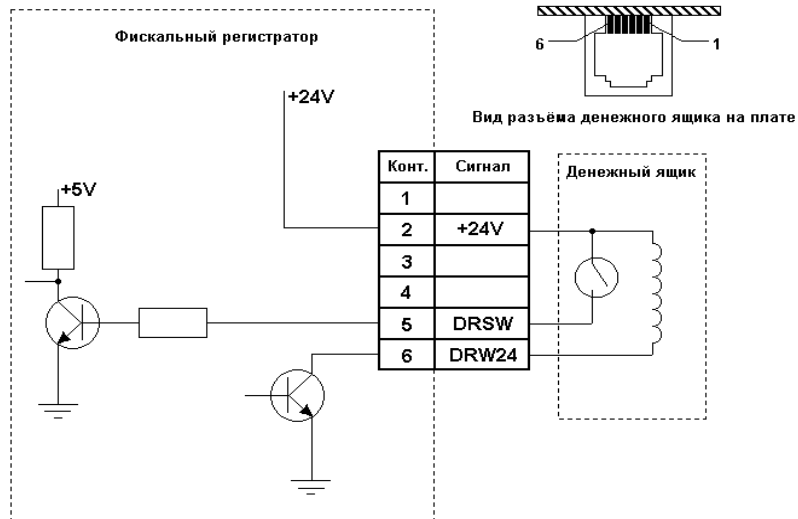 Фискальный регистратор
6
1
Вид разъёма денежного ящика на плате
+24V
Конт. Сигнал
Денежный ящик
1
+5V
2 +24V
3
4
5 DRSW
6 DRW24